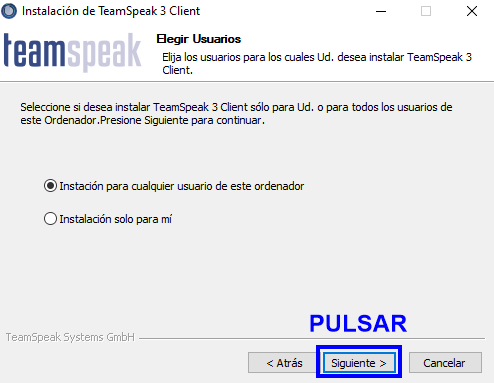 Instalación de TeamSpeak 3 Client
teamspeak
Elegir Usuarios
Elija los usuarios para los cuales Ud. desea instalar TeamSpeak 3
Client.
Seleccione si desea instalar TeamSpeak 3 Client sólo para Ud. o para todos los usuarios de
este Ordenador.Presione Siguiente para continuar.
Instación para cualquier usuario de este ordenador
Instalación solo para mí
PULSAR
TeamSpeak Systems GmbH
< Atrás
Siguiente >
Cancelar